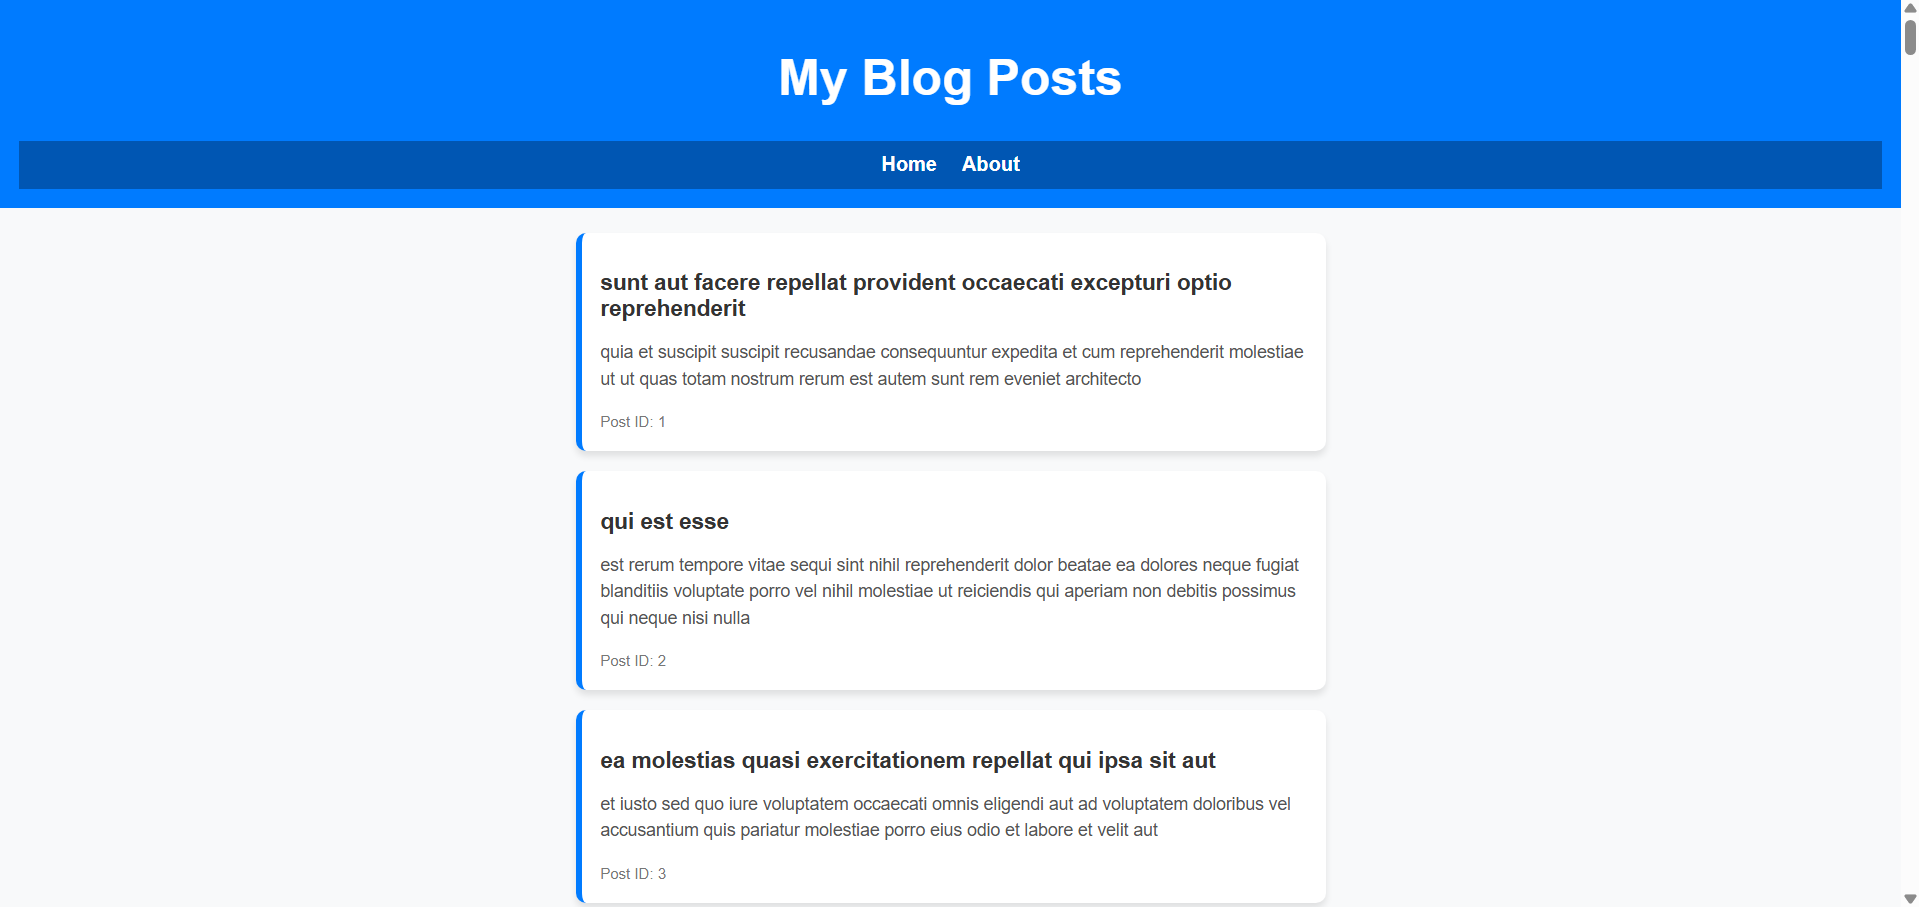 My Blog Posts
Home About
sunt aut facere repellat provident occaecati excepturi optio
reprehenderit
quia et suscipit suscipit recusandae consequuntur expedita et cum reprehenderit molestiae
ut ut quas totam nostrum rerum est autem sunt rem eveniet architecto
Post ID: 1
qui est esse
est rerum tempore vitae sequi sint nihil reprehenderit dolor beatae ea dolores neque fugiat
blanditiis voluptate porro vel nihil molestiae ut reiciendis qui aperiam non debitis possimus
qui neque nisi nulla
Post ID: 2
ea molestias quasi exercitationem repellat qui ipsa sit aut
et iusto sed quo iure voluptatem occaecati omnis eligendi aut ad voluptatem doloribus vel
accusantium quis pariatur molestiae porro eius odio et labore et velit aut
Post ID: 3